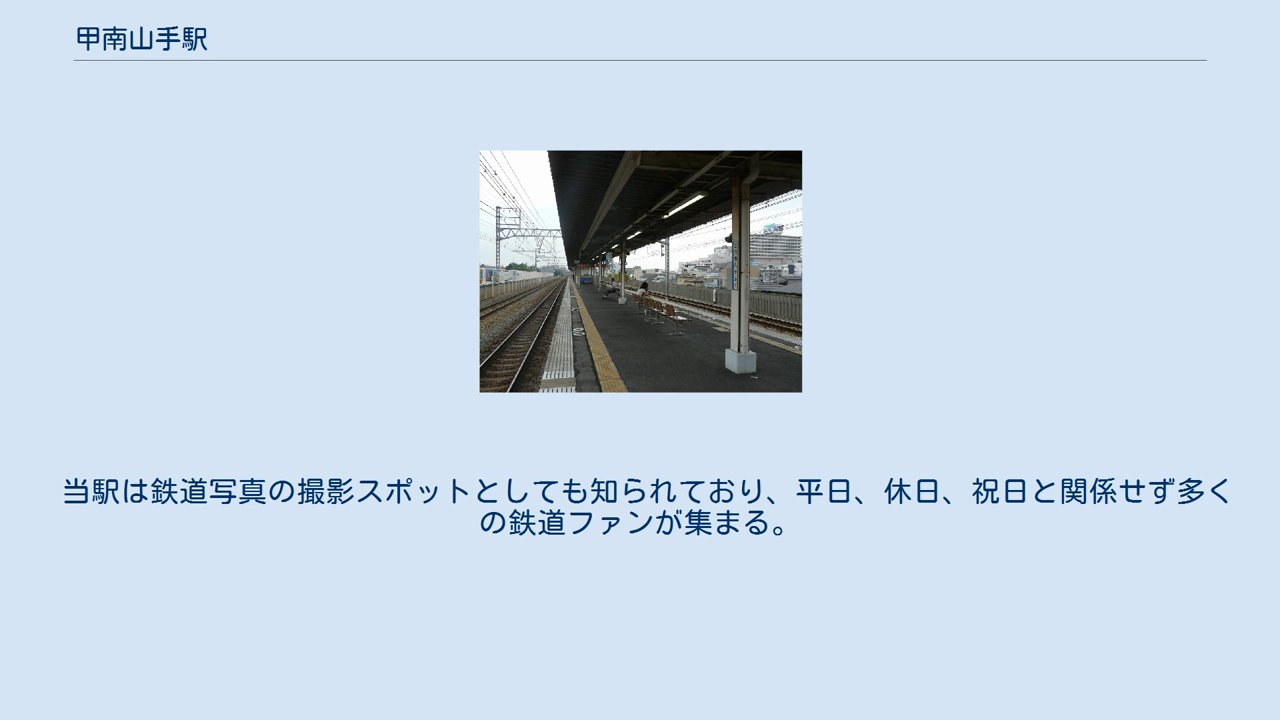 甲南山手駅
当駅は鉄道写真の撮影スポットとしても知られており、平日、休日、祝日と関係せず多く
の鉄道ファンが集まる。